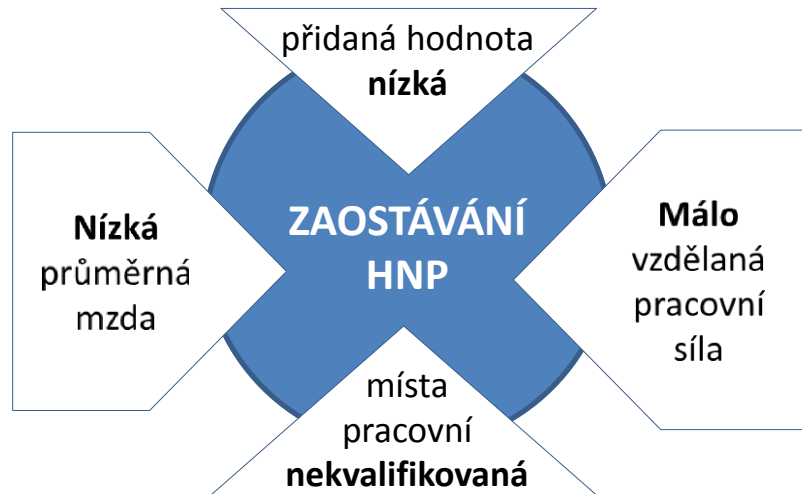 přidaná hodnota
nízká
Nízká
průměrná
mzda
ZAOSTÁVÁNÍ
HNP
Málo
vzdělaná
pracovní
síla
místa
pracovní
nekvalifikovaná